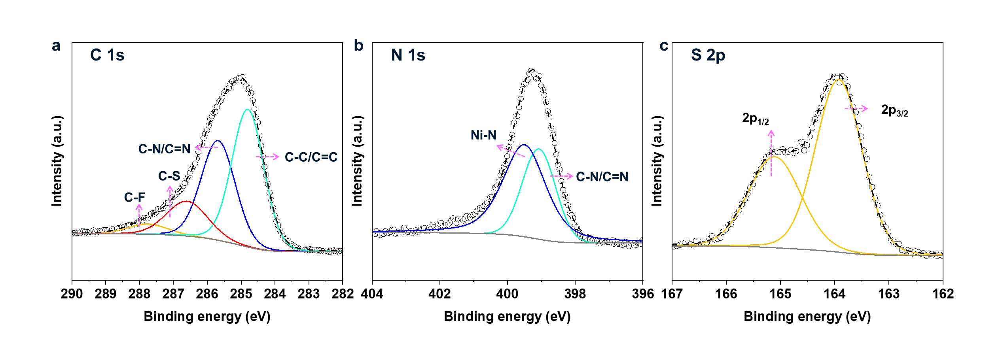 a
C 1s
C-N/C=N
C-C/C=C
C-S
C-F
Intensity (a.u.)
290 289 288 287 286 285 284 283 282
Binding energy (eV)
b
N 1s
Ni-N
C-N/C=N
Intensity (a.u.)
404 402 400 398 396
Binding energy (eV)
c
S 2p
2p1/2
2p3/2
Intensity (a.u.)
167 166 165 164 163 162
Binding energy (eV)